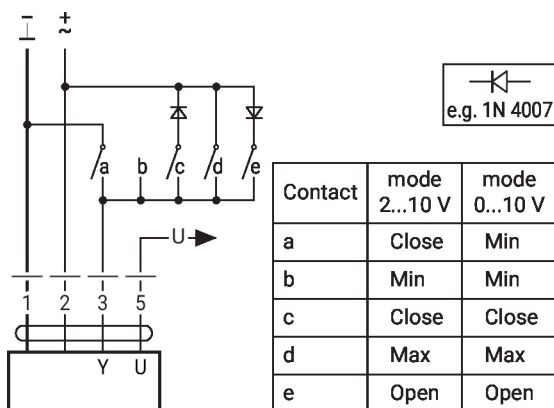 − +
⊥ ~
e.g. 1N 4007
a b c d e
U
1 2 3 5
Y U
Contact mode 2...10 V mode 0...10 V
a Close Min
b Min Min
c Close Close
d Max Max
e Open Open